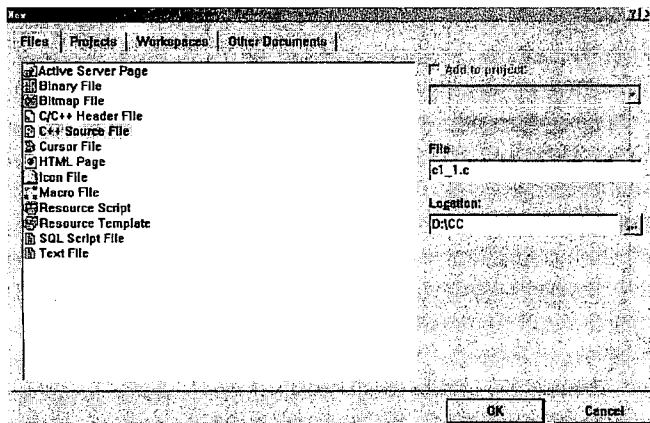 New
Files Projects Workspaces Other Documents
Active Server Page
Binary File
Bitmap File
C/C++ Header File
C++ Source File
Cursor File
HTML Page
Icon File
Macro File
Resource Script
Resource Template
SQL Script File
Text File
Add to project:
File
c1_1.c
Location:
D:\CC
...
OK Cancel